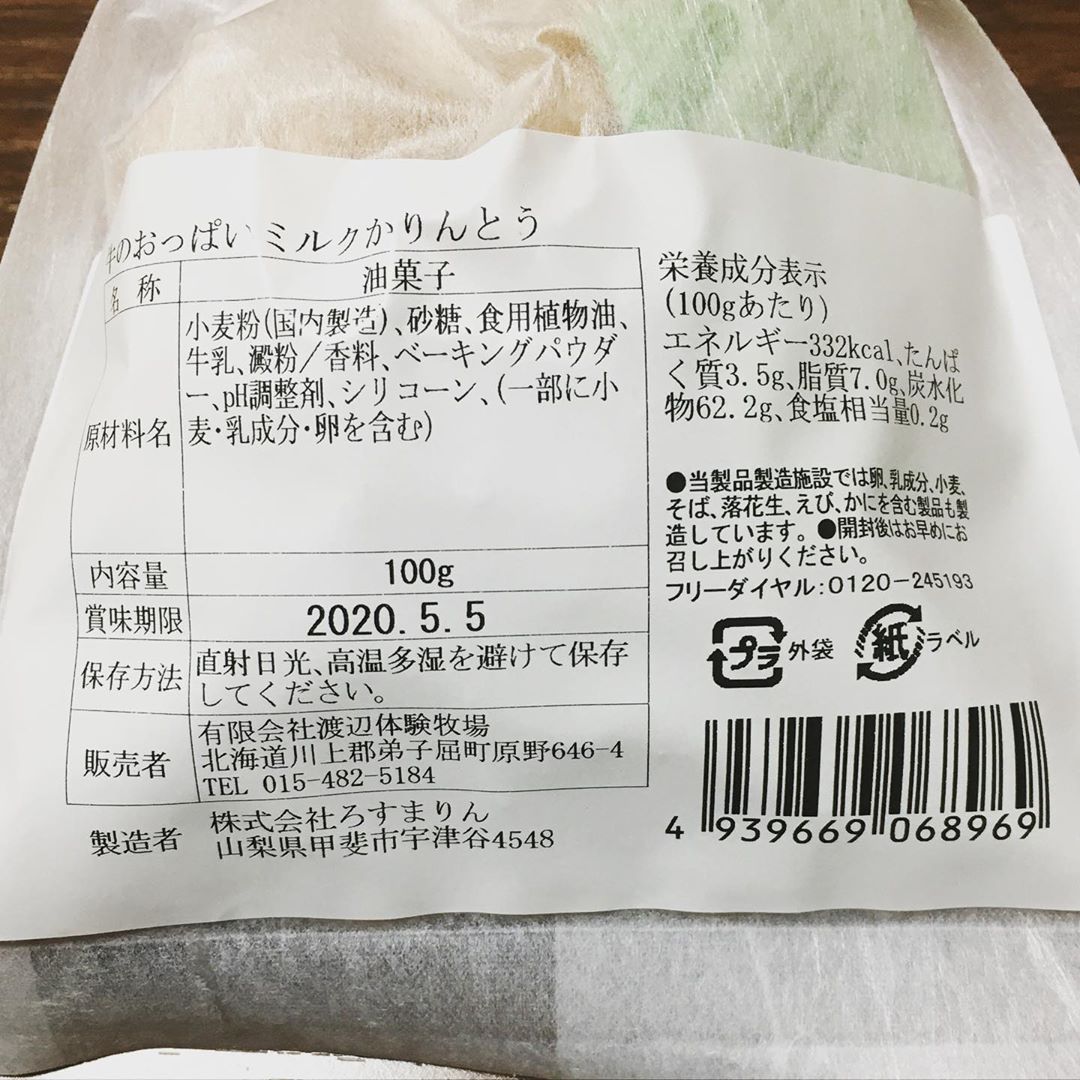 牛のおっぱいミルクかりんとう
名称 油菓子
原材料名
小麦粉(国内製造)、砂糖、食用植物油、
牛乳、澱粉/香料、ベーキングパウダ
ー、pH調整剤、シリコーン、(一部に小
麦・乳成分・卵を含む)
内容量 100g
賞味期限 2020.5.5
保存方法
直射日光、高温多湿を避けて保存
してください。
販売者
有限会社渡辺体験牧場
北海道川上郡弟子屈町原野646-4
TEL 015-482-5184
製造者
株式会社ろすまりん
山梨県甲斐市宇津谷4548
栄養成分表示
(100gあたり)
エネルギー332kcal、たんぱ
く質3.5g、脂質7.0g、炭水化
物62.2g、食塩相当量0.2g
●当製品製造施設では卵、乳成分、小麦、
そば、落花生、えび、かにを含む製品も製
造しています。●開封後はお早めにお
召し上がりください。
フリーダイヤル:0120-245193
プラ 外袋 紙 ラベル
4 939669 068969